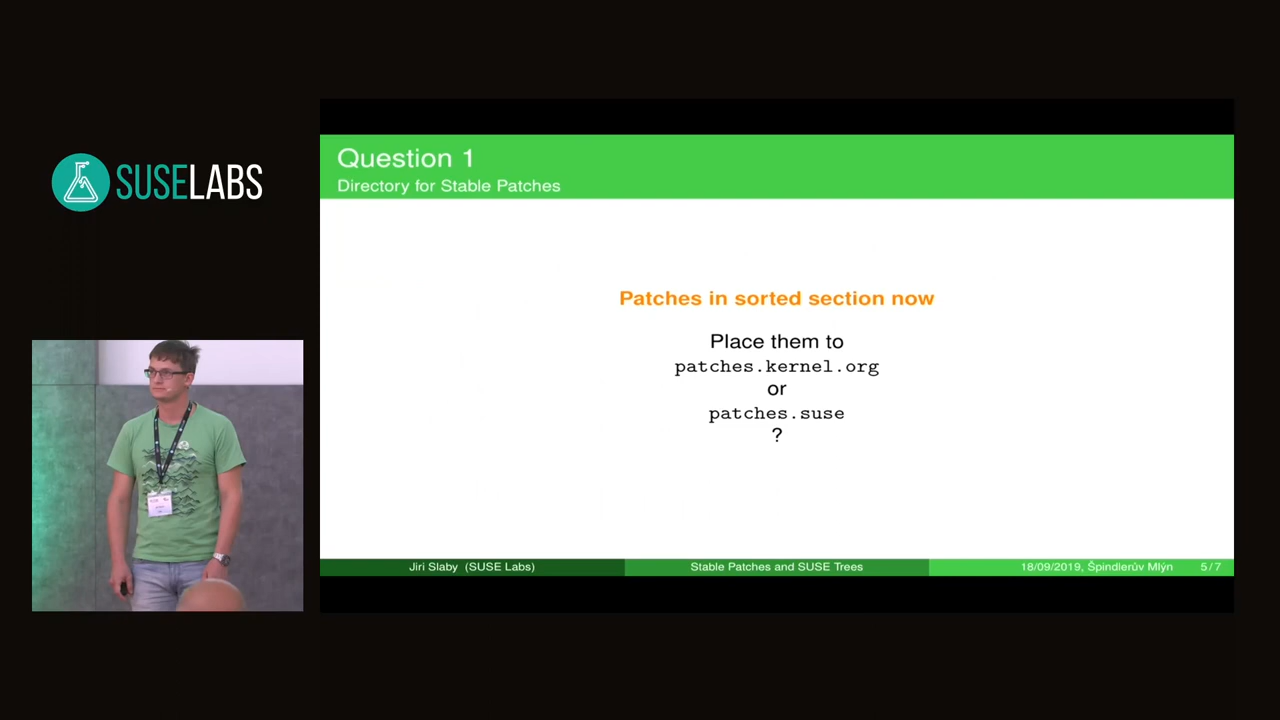 SUSELABS
Question 1
Directory for Stable Patches
Patches in sorted section now
Place them to
patches.kernel.org
or
patches.suse
?
Jiri Slaby (SUSE Labs)
Stable Patches and SUSE Trees
18/09/2019, Špindlerův Mlýn
5/7